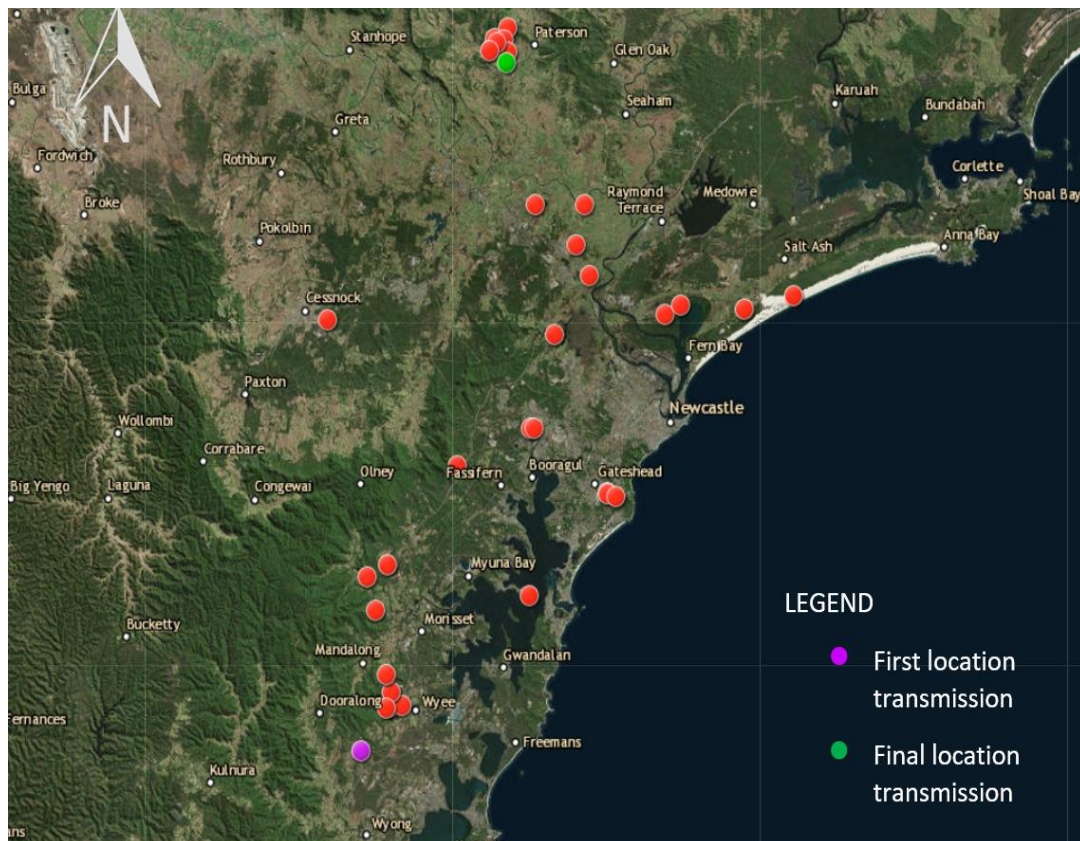 Stanhope
Paterson
Glen Oak
Bulga
Karuah
Seaham
Bundabah
N
Greta
Fordwich
Rothbury
Corlette
Raymond
Terrace
Medowie
Shoal Bay
Broke
Pokolbin
Anna Bay
Salt Ash
Cessnock
Fern Bay
Paxton
Newcastle
Wollombi
Corrabare
Fassifern
Booragul
Gateshead
Olney
Big Yengo
Laguna
Congewai
Myuna Bay
LEGEND
Bucketty
Morisset
Mandalong
Gwandalan
First location
transmission
Dooralong
Wyee
Fernances
Freemans
Final location
transmission
Kulnura
Wyong
ans